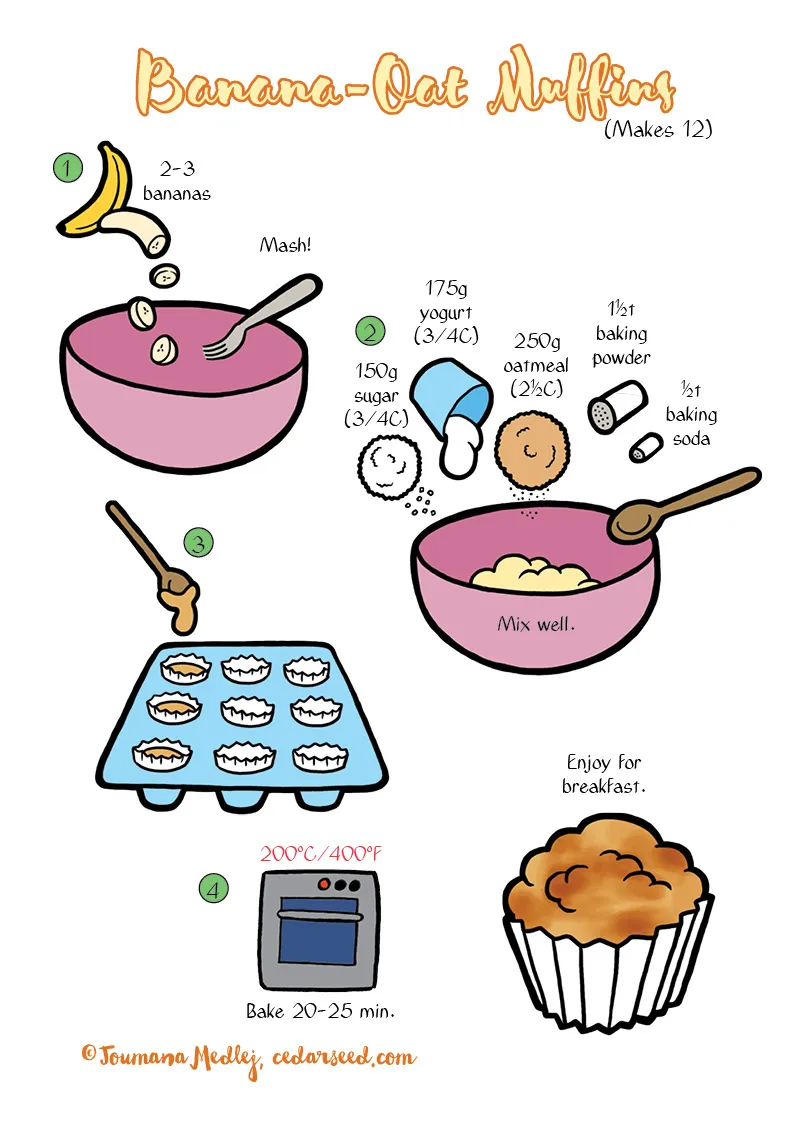 Banana-Oat Muffins
(Makes 12)
1
2-3
bananas
Mash!
2
150g
sugar
(3/4C)
175g
yogurt
(3/4C)
250g
oatmeal
(2½C)
1½t
baking
powder
½t
baking
soda
Mix well.
3
4
200°C/400°F
Bake 20-25 min.
Enjoy for
breakfast.
©Joumana Medlej, cedarseed.com